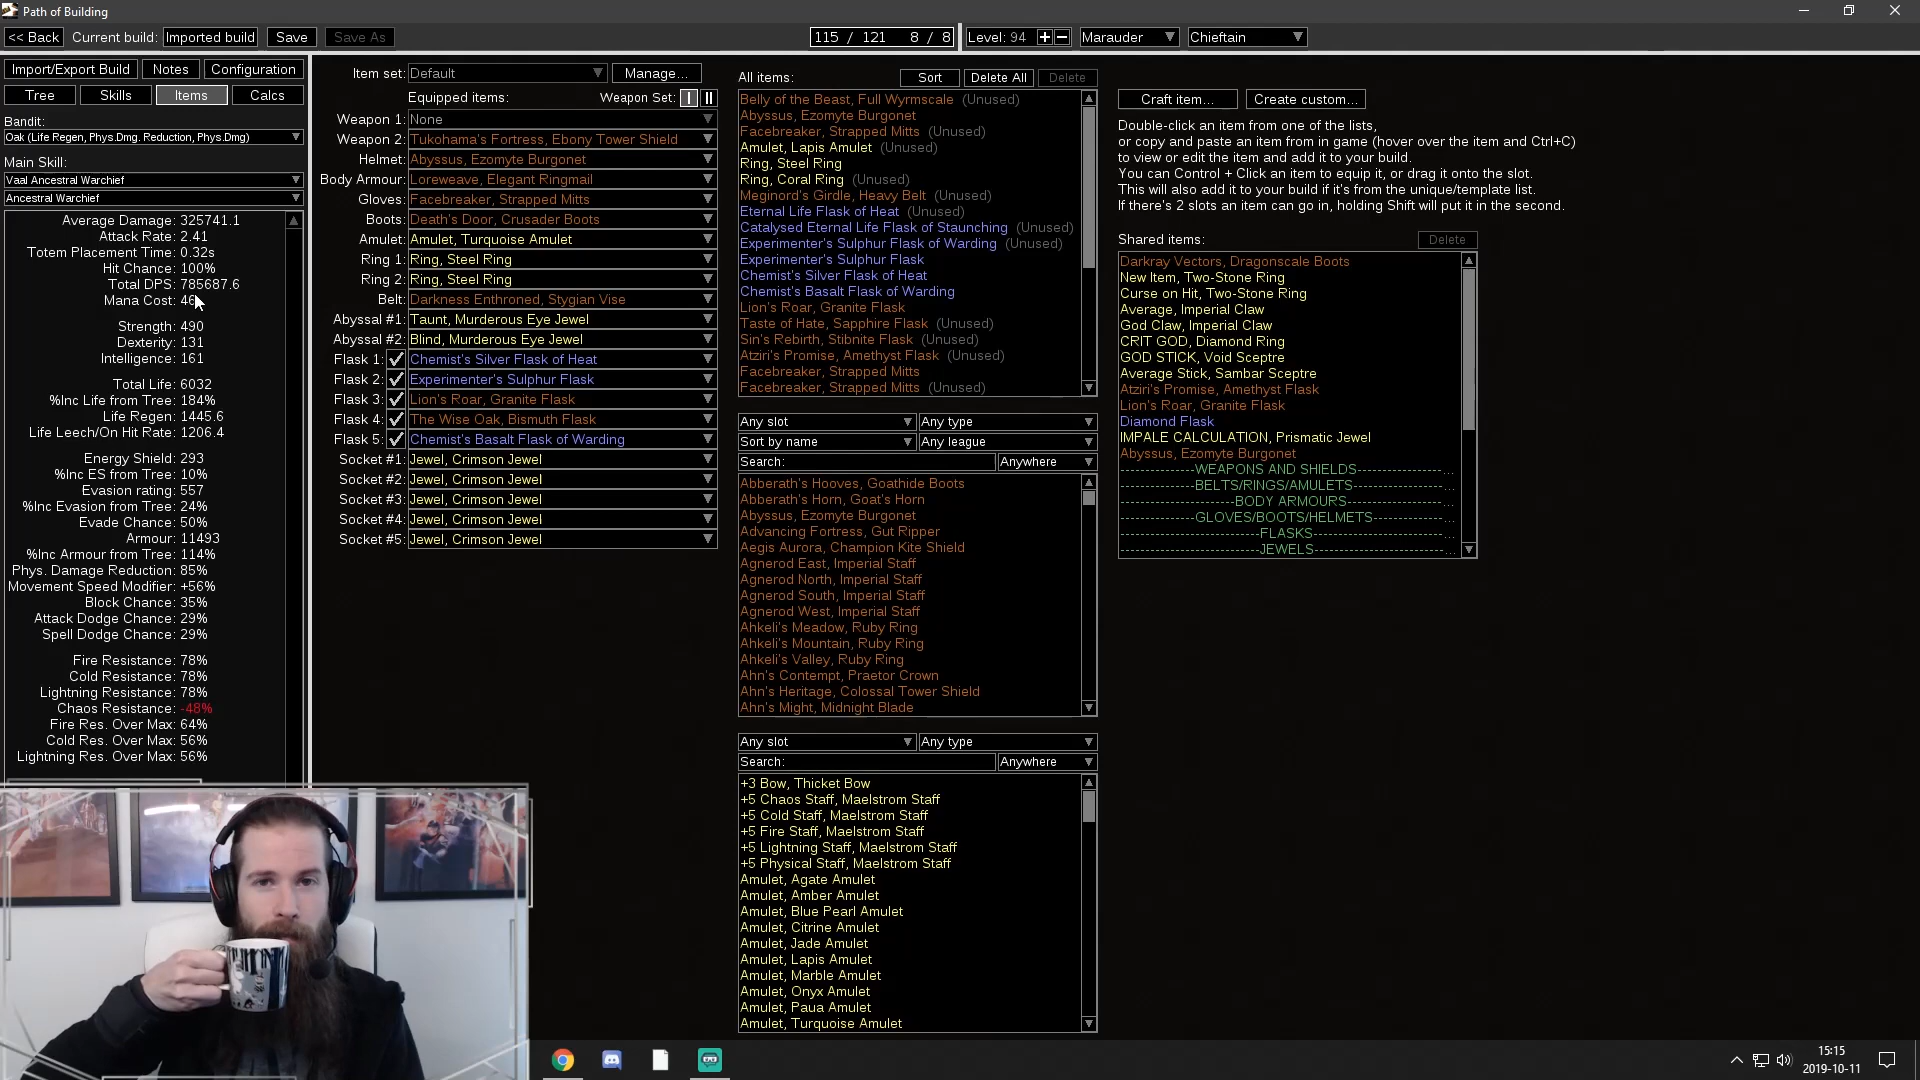 Path of Building
<< Back Current build: Imported build Save Save As 115 / 121 8 / 8 Level: 94 + - Marauder Chieftain
Import/Export Build Notes Configuration
Tree Skills Items Calcs
Bandit:
Oak (Life Regen, Phys.Dmg. Reduction, Phys.Dmg)
Main Skill:
Vaal Ancestral Warchief
Ancestral Warchief
Average Damage: 325741.1
Attack Rate: 2.41
Totem Placement Time: 0.32s
Hit Chance: 100%
Total DPS: 785687.6
Mana Cost: 46
Strength: 490
Dexterity: 131
Intelligence: 161
Total Life: 6032
%Inc Life from Tree: 184%
Life Regen: 1445.6
Life Leech/On Hit Rate: 1206.4
Energy Shield: 293
%Inc ES from Tree: 10%
Evasion rating: 557
%Inc Evasion from Tree: 24%
Evade Chance: 50%
Armour: 11493
%Inc Armour from Tree: 114%
Phys. Damage Reduction: 85%
Movement Speed Modifier: +56%
Block Chance: 35%
Attack Dodge Chance: 29%
Spell Dodge Chance: 29%
Fire Resistance: 78%
Cold Resistance: 78%
Lightning Resistance: 78%
Chaos Resistance: -48%
Fire Res. Over Max: 64%
Cold Res. Over Max: 56%
Lightning Res. Over Max: 56%
Item set: Default Manage...
Equipped items: Weapon Set: I II
Weapon 1: None
Weapon 2: Tukohama's Fortress, Ebony Tower Shield
Helmet: Abyssus, Ezomyte Burgonet
Body Armour: Loreweave, Elegant Ringmail
Gloves: Facebreaker, Strapped Mitts
Boots: Death's Door, Crusader Boots
Amulet: Amulet, Turquoise Amulet
Ring 1: Ring, Steel Ring
Ring 2: Ring, Steel Ring
Belt: Darkness Enthroned, Stygian Vise
Abyssal #1: Taunt, Murderous Eye Jewel
Abyssal #2: Blind, Murderous Eye Jewel
Flask 1: Chemist's Silver Flask of Heat
Flask 2: Experimenter's Sulphur Flask
Flask 3: Lion's Roar, Granite Flask
Flask 4: The Wise Oak, Bismuth Flask
Flask 5: Chemist's Basalt Flask of Warding
Socket #1: Jewel, Crimson Jewel
Socket #2: Jewel, Crimson Jewel
Socket #3: Jewel, Crimson Jewel
Socket #4: Jewel, Crimson Jewel
Socket #5: Jewel, Crimson Jewel
All items: Sort Delete All Delete
Belly of the Beast, Full Wyrmscale (Unused)
Abyssus, Ezomyte Burgonet
Facebreaker, Strapped Mitts (Unused)
Amulet, Lapis Amulet (Unused)
Ring, Steel Ring
Ring, Coral Ring (Unused)
Meginord's Girdle, Heavy Belt (Unused)
Eternal Life Flask of Heat (Unused)
Catalysed Eternal Life Flask of Staunching (Unused)
Experimenter's Sulphur Flask of Warding (Unused)
Experimenter's Sulphur Flask
Chemist's Silver Flask of Heat
Chemist's Basalt Flask of Warding
Lion's Roar, Granite Flask
Taste of Hate, Sapphire Flask (Unused)
Sin's Rebirth, Stibnite Flask (Unused)
Atziri's Promise, Amethyst Flask (Unused)
Facebreaker, Strapped Mitts
Facebreaker, Strapped Mitts (Unused)
Any slot Any type
Sort by name Any league
Search: Anywhere
Abberath's Hooves, Goathide Boots
Abberath's Horn, Goat's Horn
Abyssus, Ezomyte Burgonet
Advancing Fortress, Gut Ripper
Aegis Aurora, Champion Kite Shield
Agnerod East, Imperial Staff
Agnerod North, Imperial Staff
Agnerod South, Imperial Staff
Agnerod West, Imperial Staff
Ahkeli's Meadow, Ruby Ring
Ahkeli's Mountain, Ruby Ring
Ahkeli's Valley, Ruby Ring
Ahn's Contempt, Praetor Crown
Ahn's Heritage, Colossal Tower Shield
Ahn's Might, Midnight Blade
Any slot Any type
Search: Anywhere
+3 Bow, Thicket Bow
+5 Chaos Staff, Maelstrom Staff
+5 Cold Staff, Maelstrom Staff
+5 Fire Staff, Maelstrom Staff
+5 Lightning Staff, Maelstrom Staff
+5 Physical Staff, Maelstrom Staff
Amulet, Agate Amulet
Amulet, Amber Amulet
Amulet, Blue Pearl Amulet
Amulet, Citrine Amulet
Amulet, Jade Amulet
Amulet, Lapis Amulet
Amulet, Marble Amulet
Amulet, Onyx Amulet
Amulet, Paua Amulet
Amulet, Turquoise Amulet
Craft item... Create custom...
Double-click an item from one of the lists,
or copy and paste an item from in game (hover over the item and Ctrl+C)
to view or edit the item and add it to your build.
You can Control + Click an item to equip it, or drag it onto the slot.
This will also add it to your build if it's from the unique/template list.
If there's 2 slots an item can go in, holding Shift will put it in the second.
Shared items: Delete
Darkray Vectors, Dragonscale Boots
New Item, Two-Stone Ring
Curse on Hit, Two-Stone Ring
Average, Imperial Claw
God Claw, Imperial Claw
CRIT GOD, Diamond Ring
GOD STICK, Void Sceptre
Average Stick, Sambar Sceptre
Atziri's Promise, Amethyst Flask
Lion's Roar, Granite Flask
Diamond Flask
IMPALE CALCULATION, Prismatic Jewel
Abyssus, Ezomyte Burgonet
--------------WEAPONS AND SHIELDS---------------...
--------------BELTS/RINGS/AMULETS---------------...
---------------------BODY ARMOURS------------------...
--------------GLOVES/BOOTS/HELMETS------------...
--------------------------FLASKS-----------------------...
--------------------------JEWELS-----------------------...
15:15
2019-10-11